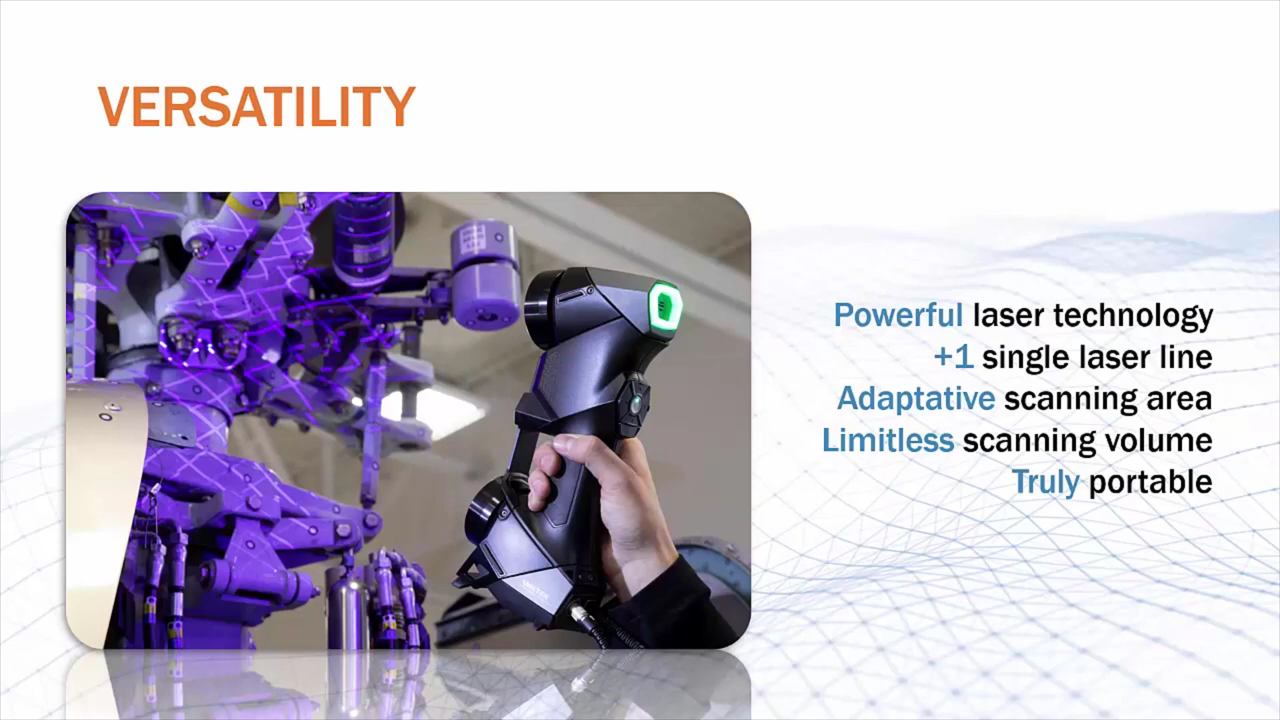 VERSATILITY
Powerful laser technology
+1 single laser line
Adaptative scanning area
Limitless scanning volume
Truly portable